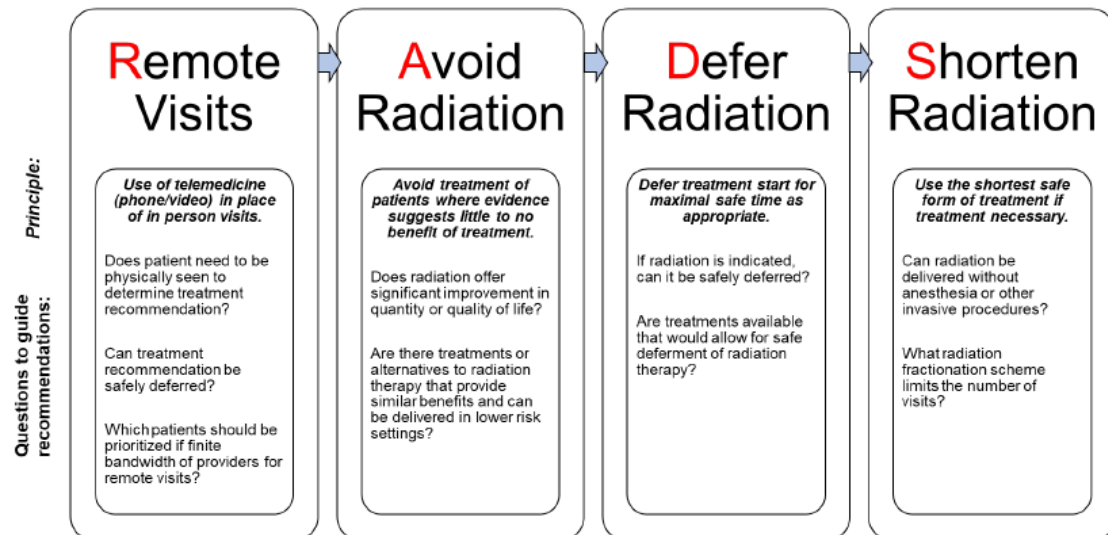 Remote
Visits
Avoid
Radiation
Defer
Radiation
Shorten
Radiation
Principle:
Use of telemedicine
(phone/video) in place
of in person visits.
Avoid treatment of
patients where evidence
suggests little to no
benefit of treatment.
Defer treatment start for
maximal safe time as
appropriate.
Use the shortest safe
form of treatment if
treatment necessary.
Questions to guide
recommendations:
Does patient need to be
physically seen to
determine treatment
recommendation?
Can treatment
recommendation be
safely deferred?
Which patients should be
prioritized if finite
bandwidth of providers for
remote visits?
Does radiation offer
significant improvement in
quantity or quality of life?
Are there treatments or
alternatives to radiation
therapy that provide
similar benefits and can
be delivered in lower risk
settings?
If radiation is indicated,
can it be safely deferred?
Are treatments available
that would allow for safe
deferment of radiation
therapy?
Can radiation be
delivered without
anesthesia or other
invasive procedures?
What radiation
fractionation scheme
limits the number of
visits?